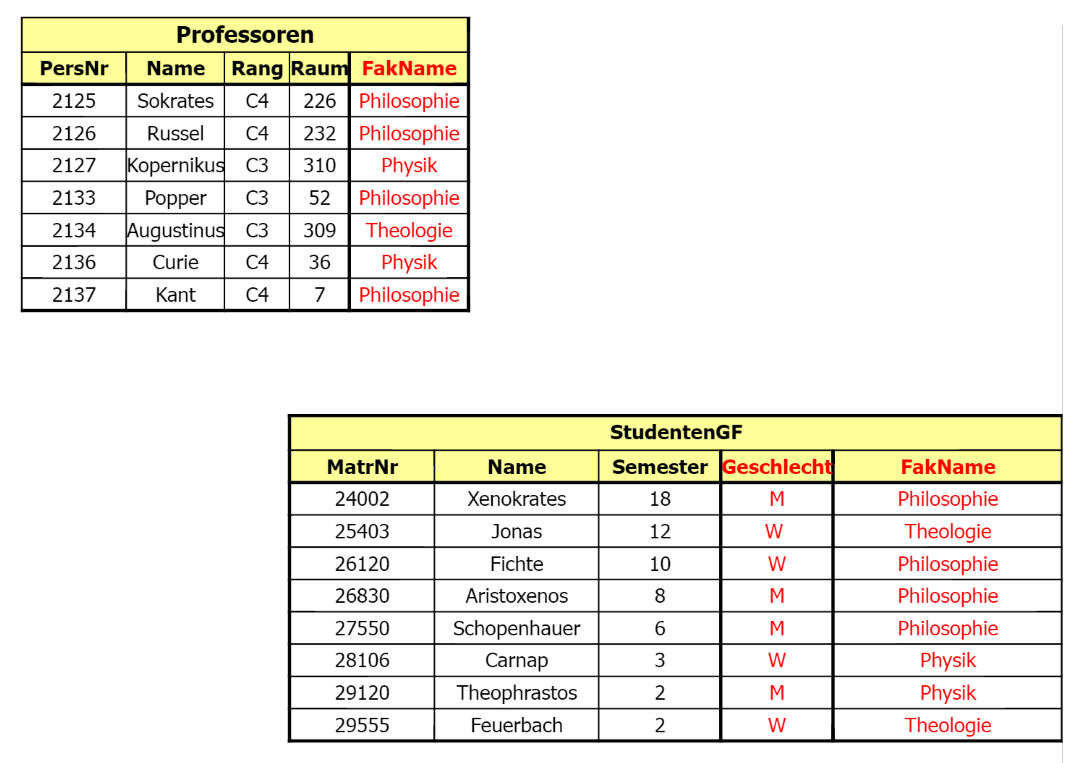 Professoren
PersNr Name Rang Raum FakName
2125 Sokrates C4 226 Philosophie
2126 Russel C4 232 Philosophie
2127 Kopernikus C3 310 Physik
2133 Popper C3 52 Philosophie
2134 Augustinus C3 309 Theologie
2136 Curie C4 36 Physik
2137 Kant C4 7 Philosophie
StudentenGF
MatrNr Name Semester Geschlecht FakName
24002 Xenokrates 18 M Philosophie
25403 Jonas 12 W Theologie
26120 Fichte 10 W Philosophie
26830 Aristoxenos 8 M Philosophie
27550 Schopenhauer 6 M Philosophie
28106 Carnap 3 W Physik
29120 Theophrastos 2 M Physik
29555 Feuerbach 2 W Theologie